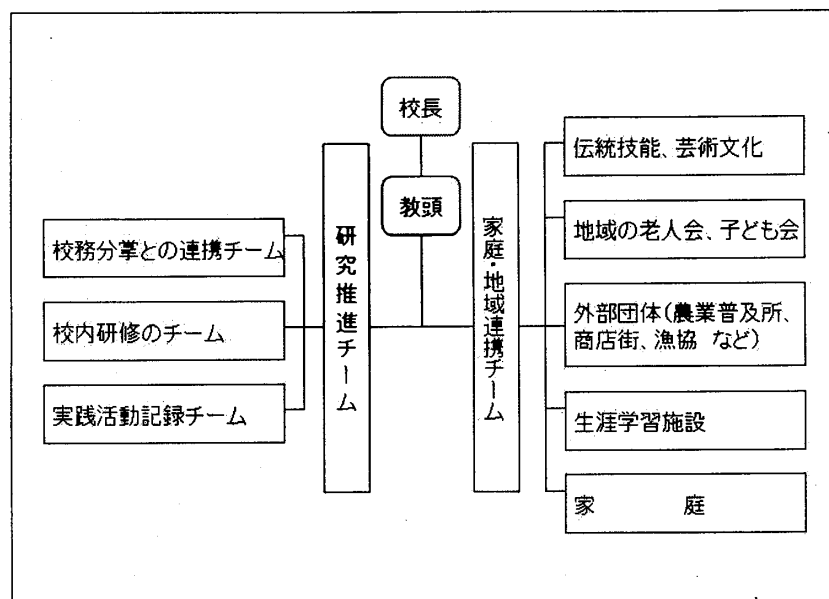 校長
教頭
研究推進チーム
家庭・地域連携チーム
校務分掌との連携チーム
校内研修のチーム
実践活動記録チーム
伝統技能、芸術文化
地域の老人会、子ども会
外部団体(農業普及所、
商店街、漁協 など)
生涯学習施設
家 庭